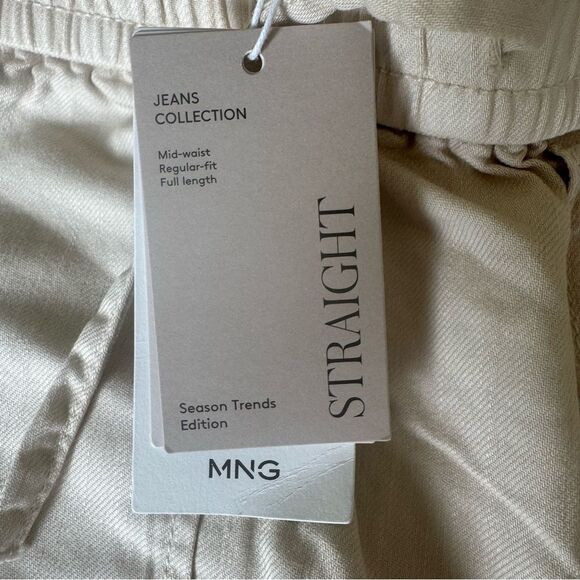 JEANS
COLLECTION
Mid-waist
Regular-fit
Full length
STRAIGHT
Season Trends
Edition
MNG